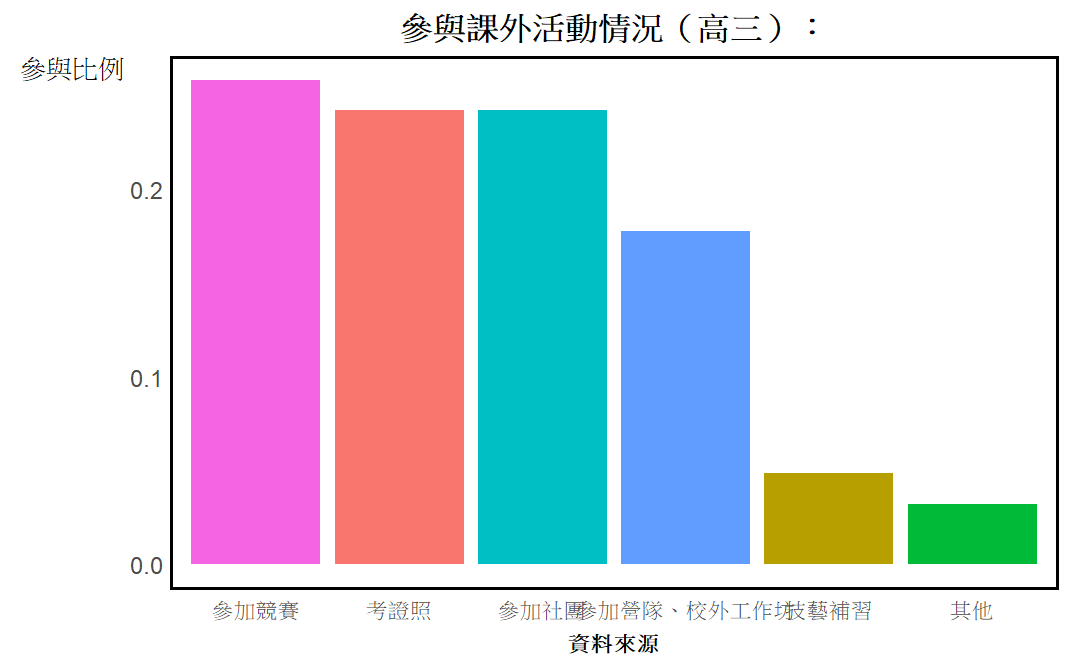 參與課外活動情況（高三）：
參與比例
0.2
0.1
0.0
參加競賽
考證照
參加社團
參加營隊、校外工作坊
技藝補習
其他
資料來源